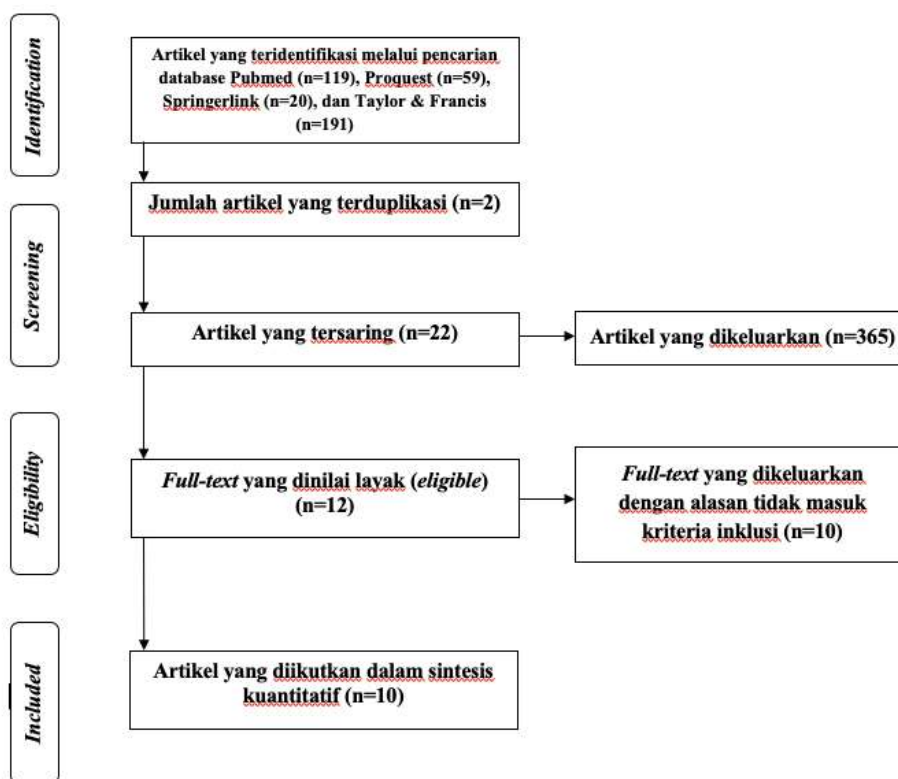 Identification
Artikel yang teridentifikasi melalui pencarian
database Pubmed (n=119), Proquest (n=59),
Springerlink (n=20), dan Taylor & Francis
(n=191)
Jumlah artikel yang terduplikasi (n=2)
Screening
Artikel yang tersaring (n=22)
Artikel yang dikeluarkan (n=365)
Eligibility
Full-text yang dinilai layak (eligible)
(n=12)
Full-text yang dikeluarkan
dengan alasan tidak masuk
kriteria inklusi (n=10)
Included
Artikel yang diikutkan dalam sintesis
kuantitatif (n=10)